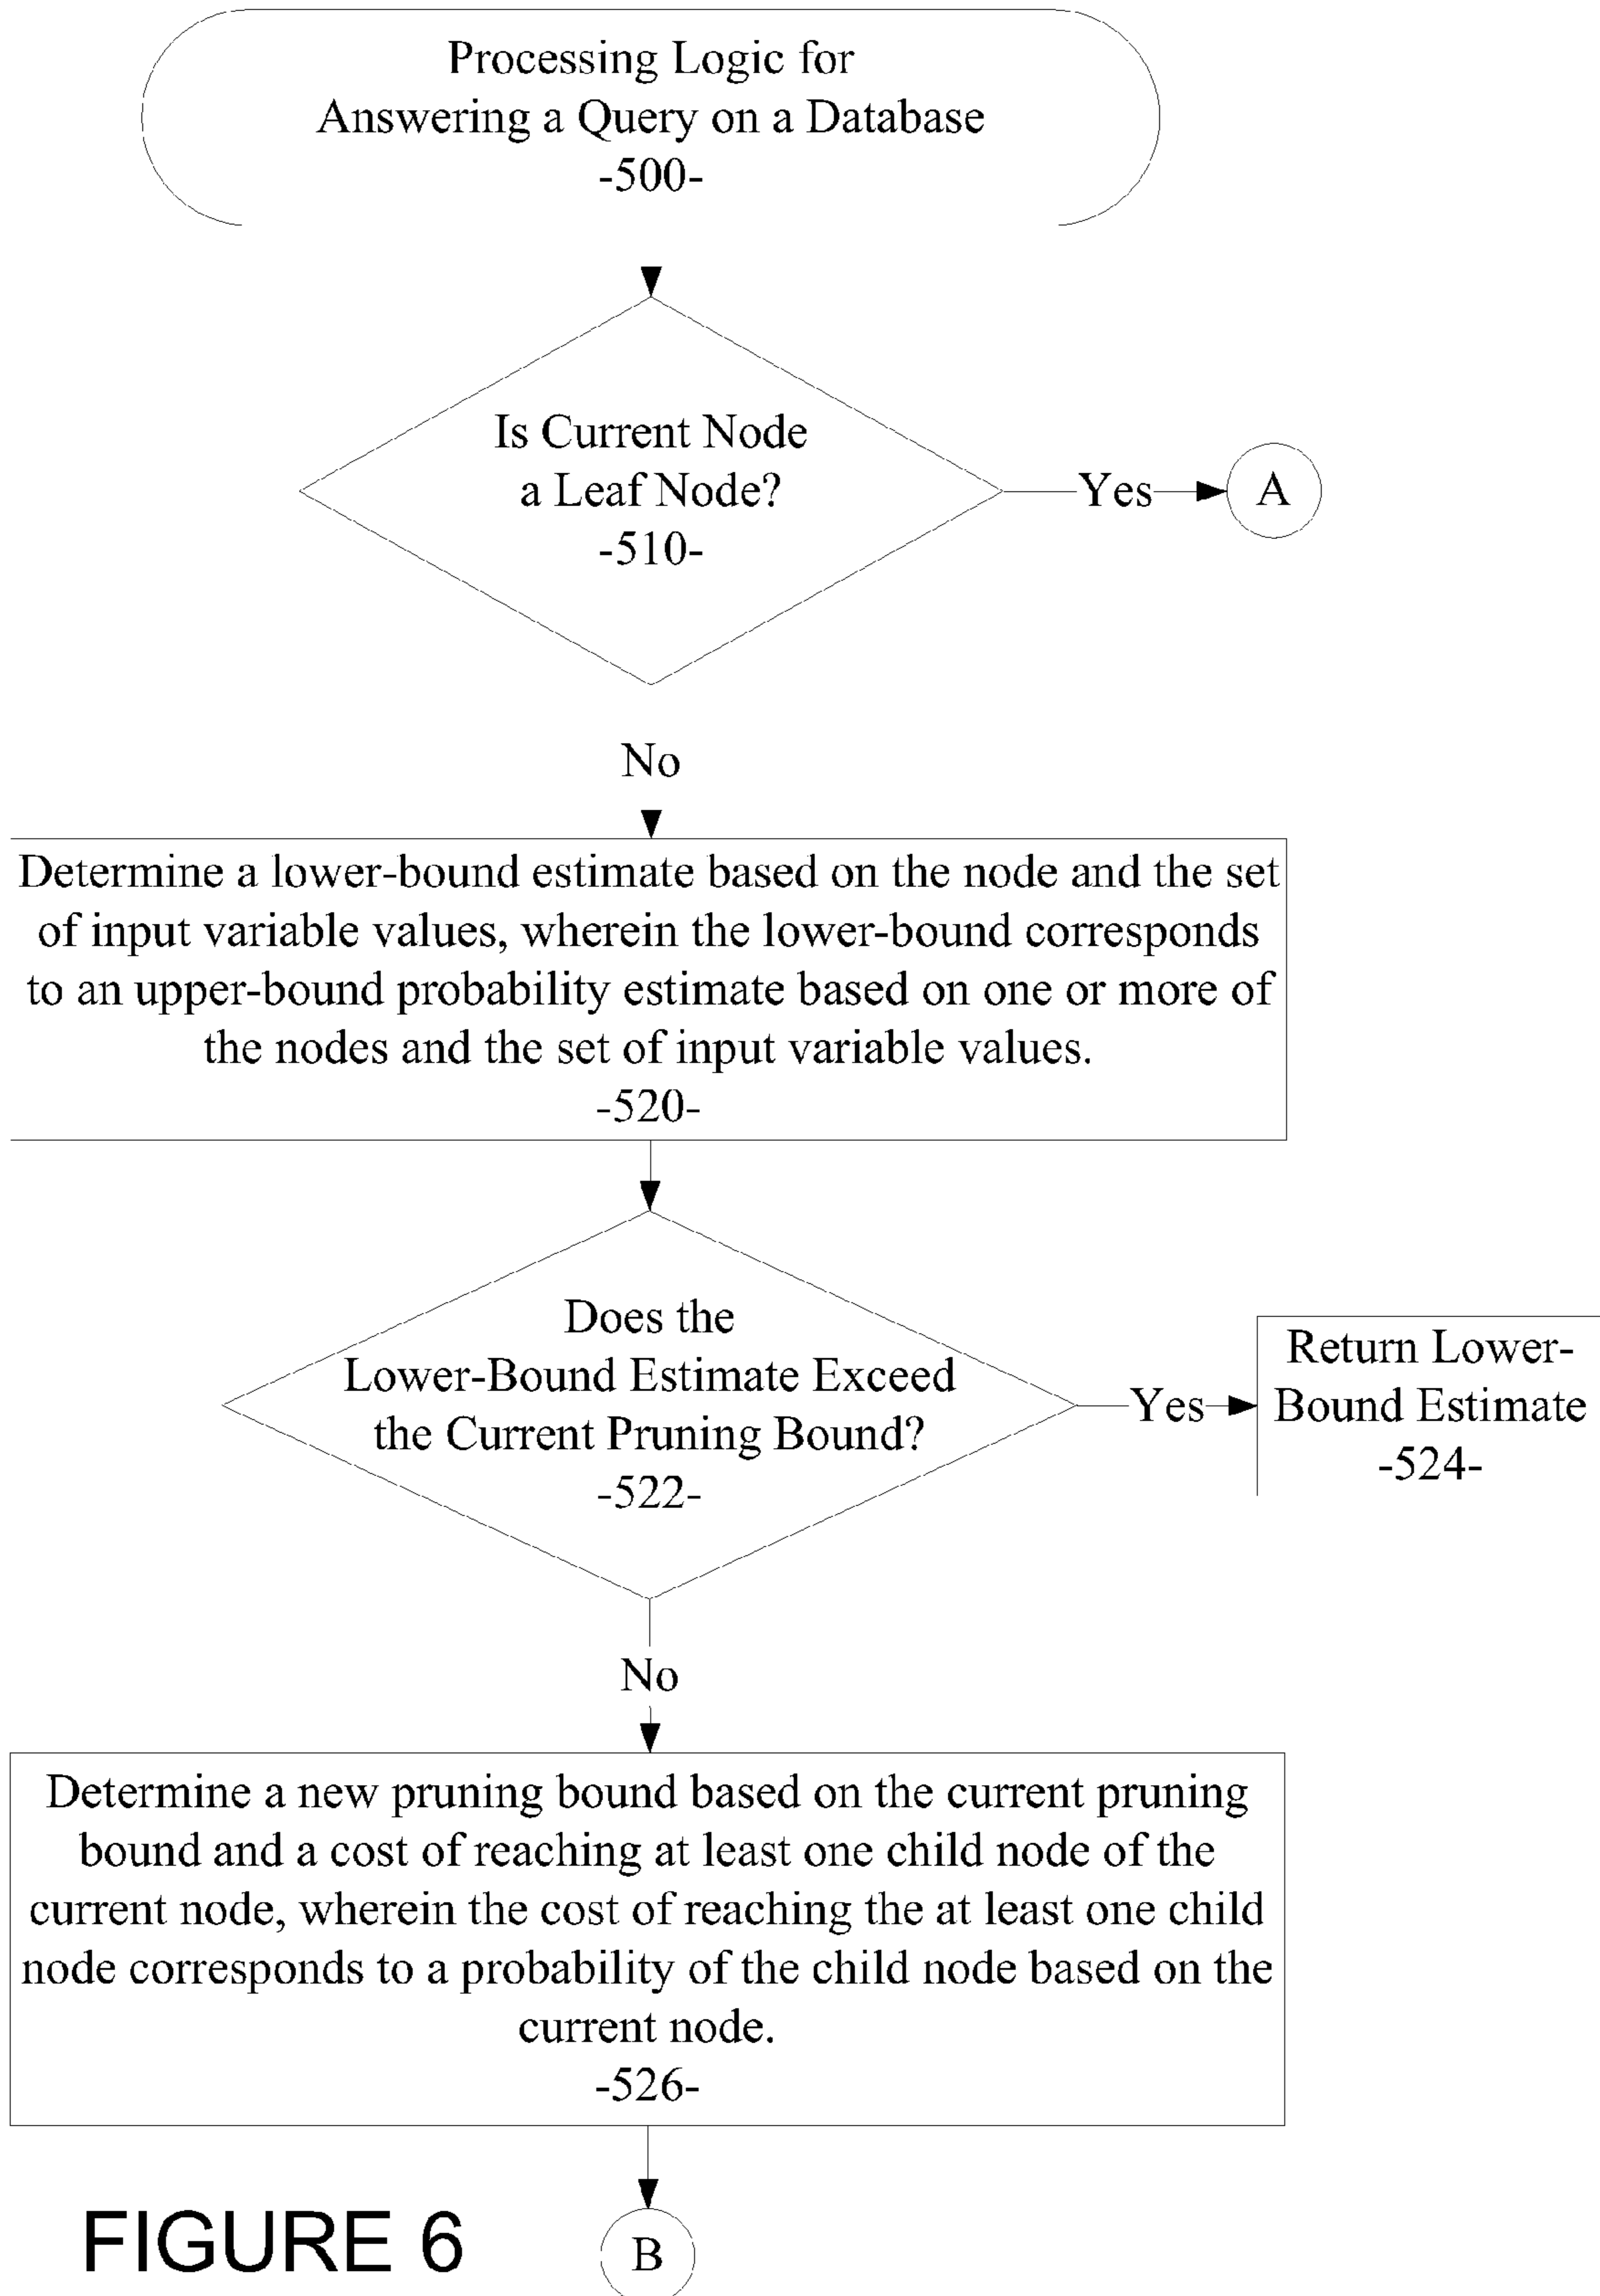 Processing Logic for
Answering a Query on a Database
-500-
Is Current Node
a Leaf Node?
-510-
Yes
A
No
Determine a lower-bound estimate based on the node and the set
of input variable values, wherein the lower-bound corresponds
to an upper-bound probability estimate based on one or more of
the nodes and the set of input variable values.
-520-
Does the
Lower-Bound Estimate Exceed
the Current Pruning Bound?
-522-
Yes
Return Lower-
Bound Estimate
-524-
No
Determine a new pruning bound based on the current pruning
bound and a cost of reaching at least one child node of the
current node, wherein the cost of reaching the at least one child
node corresponds to a probability of the child node based on the
current node.
-526-
B
FIGURE 6